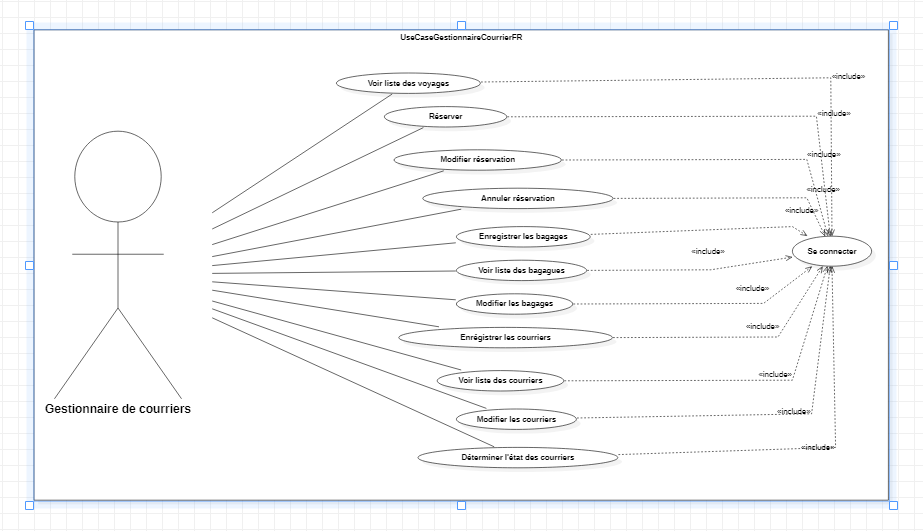 UseCaseGestionnaireCourrierFR
Voir liste des voyages
«include»
Réserver
«include»
Modifier réservation
«include»
Annuler réservation
«include»
«include»
Enregistrer les bagages
«include»
Se connecter
Voir liste des bagagues
«include»
Modifier les bagages
«include»
Enrégistrer les courriers
«include»
Voir liste des courriers
Gestionnaire de courriers
«include»
Modifier les courriers
«include»
Déterminer l'état des courriers